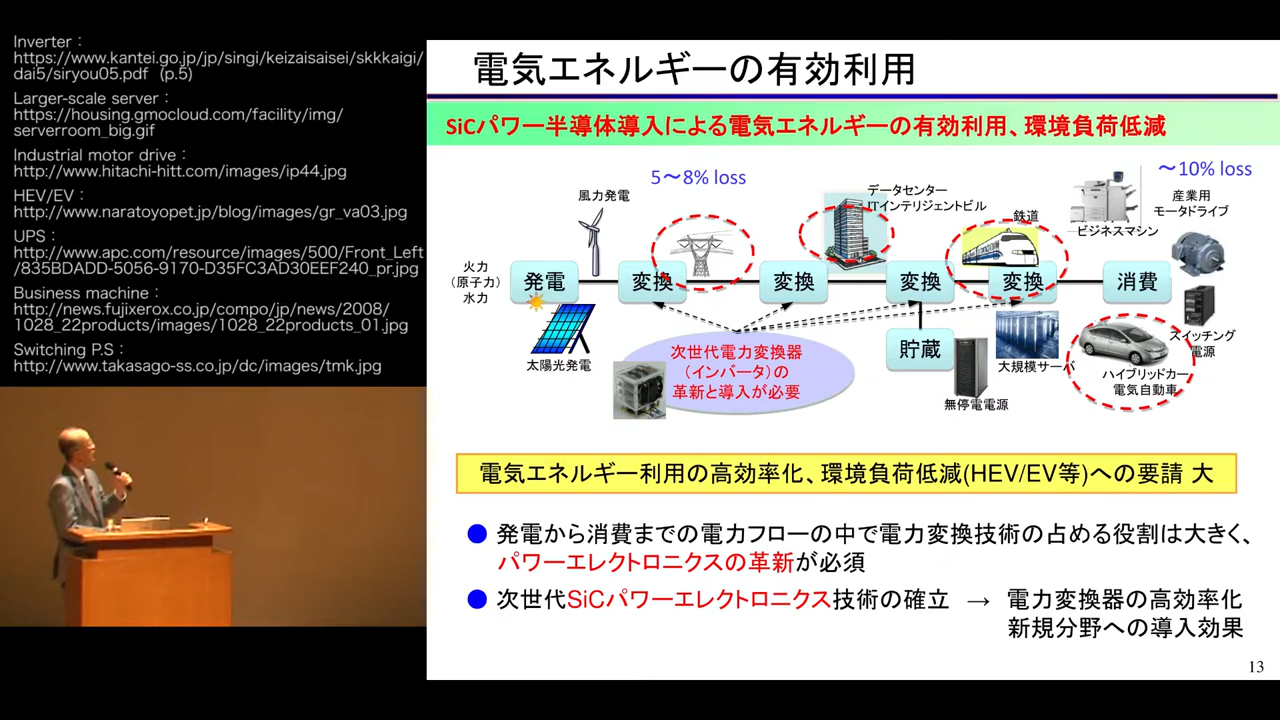 Inverter：
https://www.kantei.go.jp/jp/singi/keizaisaisei/skkkaigi/
dai5/siryou05.pdf (p.5)
Larger-scale server：
https://housing.gmocloud.com/facility/img/
serverroom_big.gif
Industrial motor drive：
http://www.hitachi-hitt.com/images/ip44.jpg
HEV/EV：
http://www.naratoyopet.jp/blog/images/gr_va03.jpg
UPS：
http://www.apc.com/resource/images/500/Front_Left
/835BDADD-5056-9170-D35FC3AD30EEF240_pr.jpg
Business machine：
http://news.fujixerox.co.jp/compo/jp/news/2008/
1028_22products/images/1028_22products_01.jpg
Switching P.S：
http://www.takasago-ss.co.jp/dc/images/tmk.jpg
電気エネルギーの有効利用
SiCパワー半導体導入による電気エネルギーの有効利用、環境負荷低減
5～8% loss
～10% loss
風力発電
データセンター
ITインテリジェントビル
鉄道
ビジネスマシン
産業用
モータドライブ
火力
(原子力)
水力
発電
変換
変換
変換
変換
消費
太陽光発電
次世代電力変換器
(インバータ)の
革新と導入が必要
貯蔵
無停電電源
大規模サーバ
ハイブリッドカー
電気自動車
スイッチング
電源
電気エネルギー利用の高効率化、環境負荷低減(HEV/EV等)への要請 大
● 発電から消費までの電力フローの中で電力変換技術の占める役割は大きく、
パワーエレクトロニクスの革新が必須
● 次世代SiCパワーエレクトロニクス技術の確立 → 電力変換器の高効率化
新規分野への導入効果
13